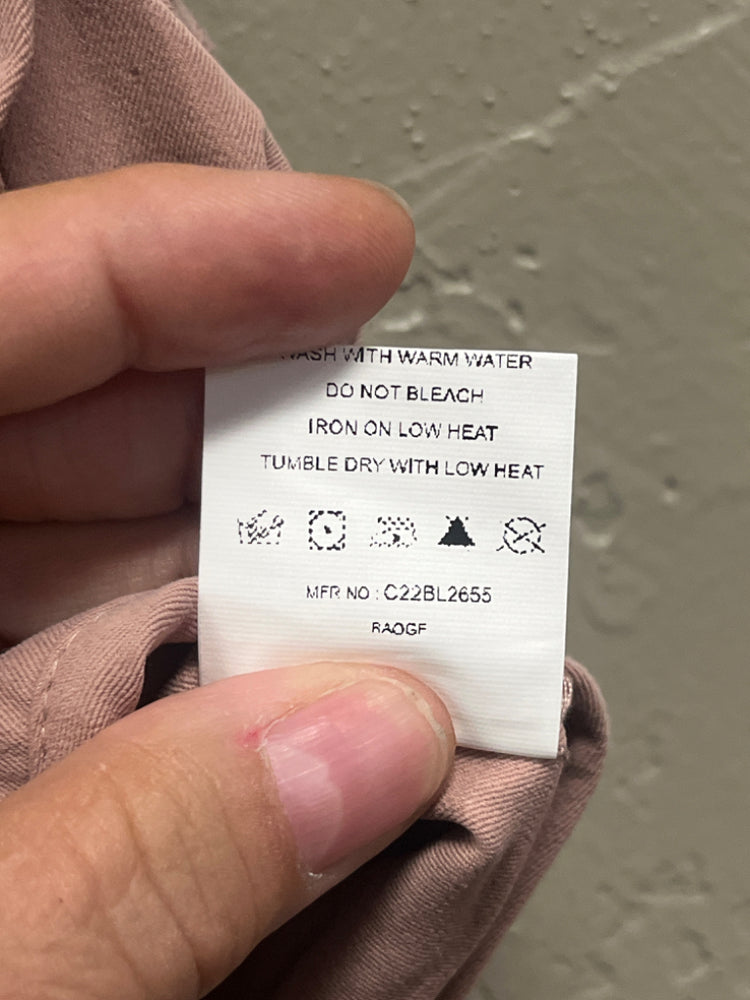 WASH WITH WARM WATER
DO NOT BLEACH
IRON ON LOW HEAT
TUMBLE DRY WITH LOW HEAT
MFR NO : C22BL2655
RAOGF